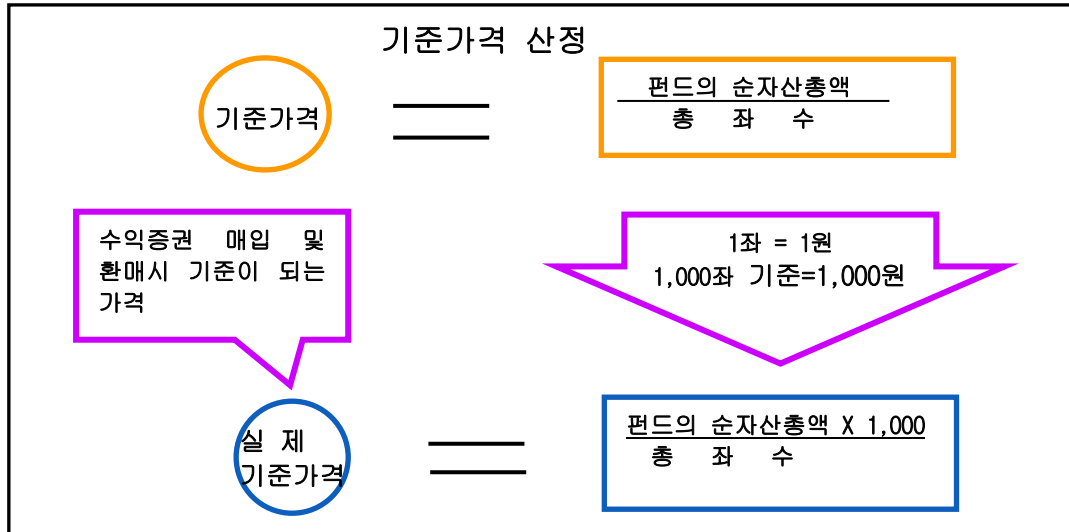 기준가격 산정
기준가격
펀드의 순자산총액
총 좌 수
수익증권 매입 및
환매시 기준이 되는
가격
1좌 = 1원
1,000좌 기준=1,000원
실 제
기준가격
펀드의 순자산총액 X 1,000
총 좌 수